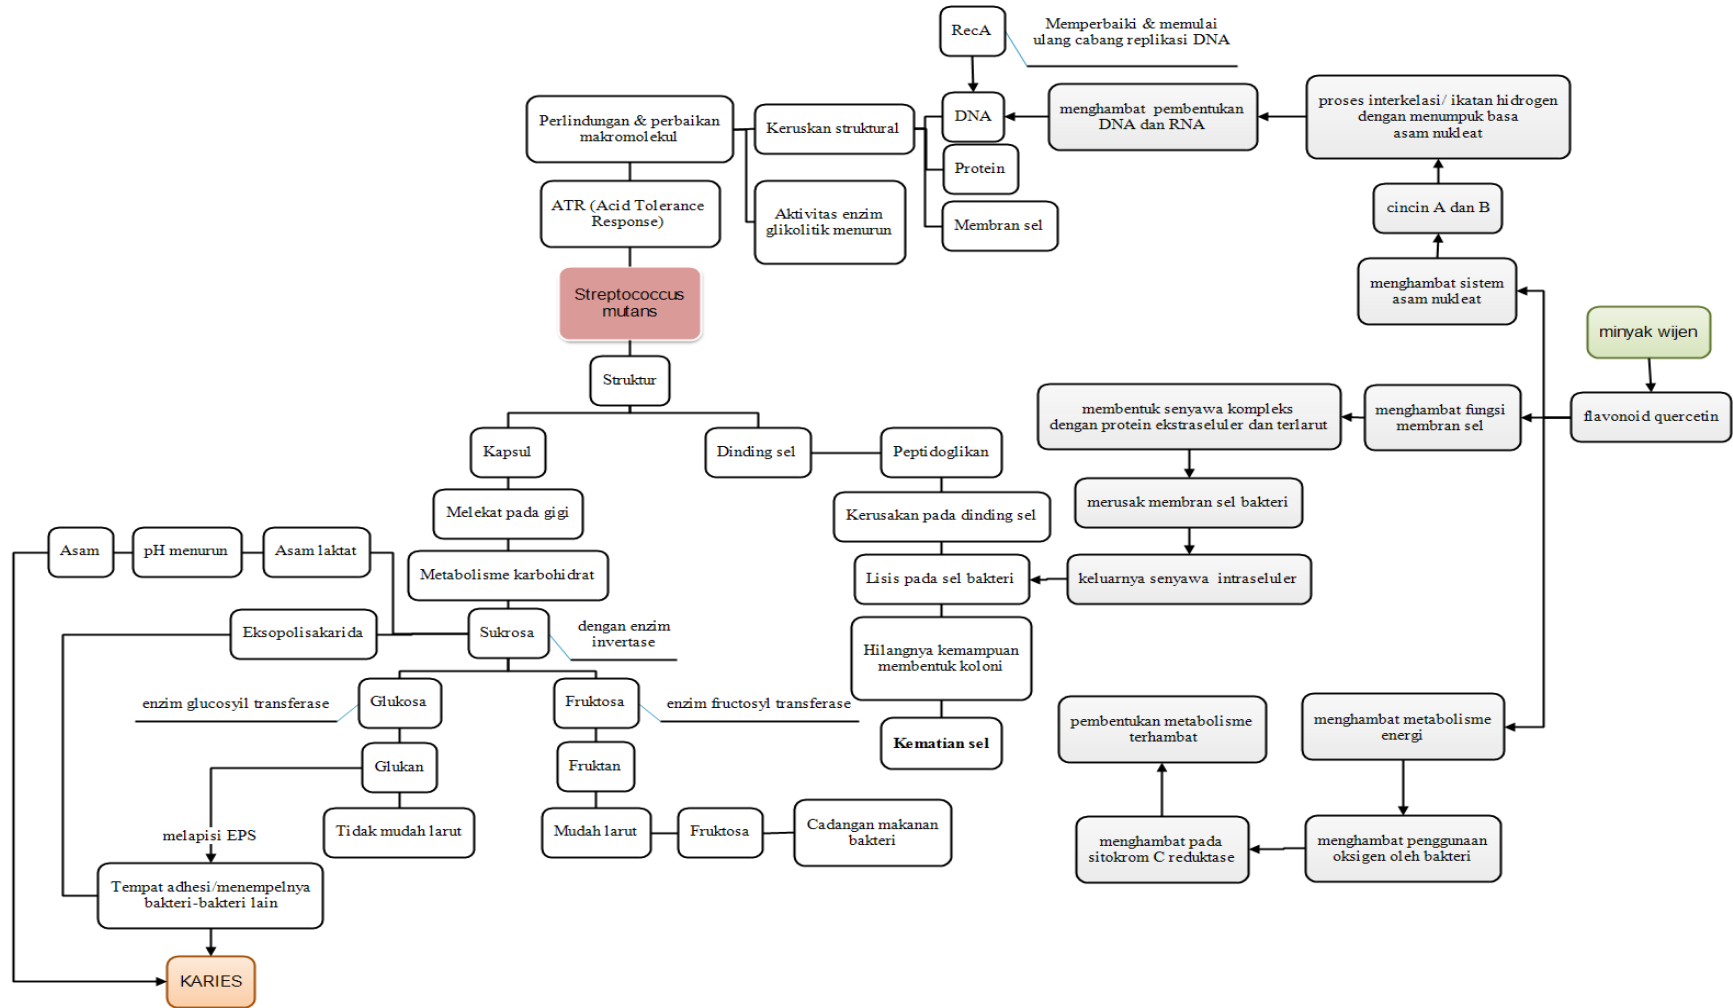 RecA
Memperbaiki & memulai
ulang cabang replikasi DNA
Perlindungan & perbaikan
makromolekul
Keruskan struktural
DNA
menghambat pembentukan
DNA dan RNA
proses interkelasi/ ikatan hidrogen
dengan menumpuk basa
asam nukleat
Protein
ATR (Acid Tolerance
Response)
Aktivitas enzim
glikolitik menurun
Membran sel
cincin A dan B
Streptococcus
mutans
menghambat sistem
asam nukleat
minyak wijen
Struktur
membentuk senyawa kompleks
dengan protein ekstraseluler dan terlarut
menghambat fungsi
membran sel
flavonoid quercetin
Kapsul
Dinding sel
Peptidoglikan
Melekat pada gigi
Kerusakan pada dinding sel
merusak membran sel bakteri
Asam
pH menurun
Asam laktat
Metabolisme karbohidrat
Lisis pada sel bakteri
keluarnya senyawa intraseluler
Eksopolisakarida
Sukrosa
dengan enzim
invertase
Hilangnya kemampuan
membentuk koloni
enzim glucosyil transferase
Glukosa
Fruktosa
enzim fructosyl transferase
pembentukan metabolisme
terhambat
menghambat metabolisme
energi
Kematian sel
Glukan
Fruktan
melapisi EPS
Tidak mudah larut
Mudah larut
Fruktosa
Cadangan makanan
bakteri
menghambat pada
sitokrom C reduktase
menghambat penggunaan
oksigen oleh bakteri
Tempat adhesi/menempelnya
bakteri-bakteri lain
KARIES